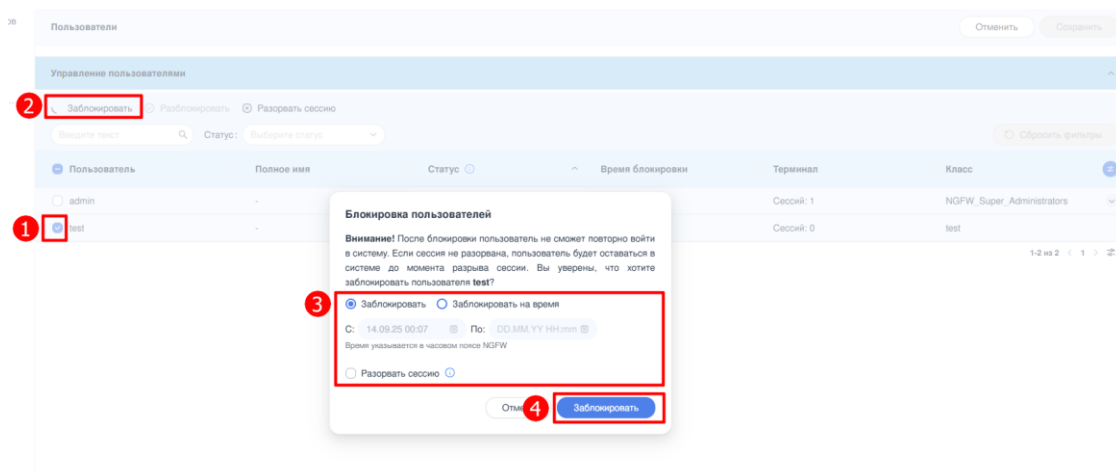 ов
Пользователи
Отменить
Сохранить
Управление пользователями
2
Заблокировать
Разблокировать
Разорвать сессию
Введите текст
Статус:
Выберите статус
Сбросить фильтры
Пользователь
Полное имя
Статус
Время блокировки
Терминал
Класс
admin
-
Сессий: 1
NGFW_Super_Administrators
1
test
-
Сессий: 0
test
1-2 из 2 < 1 >
Блокировка пользователей
Внимание! После блокировки пользователь не сможет повторно войти
в систему. Если сессия не разорвана, пользователь будет оставаться в
системе до момента разрыва сессии. Вы уверены, что хотите
заблокировать пользователя test?
3
Заблокировать
Заблокировать на время
С: 14.09.25 00:07 По: DD.MM.YY HH:mm
Время указывается в часовом поясе NGFW
Разорвать сессию
4
Заблокировать